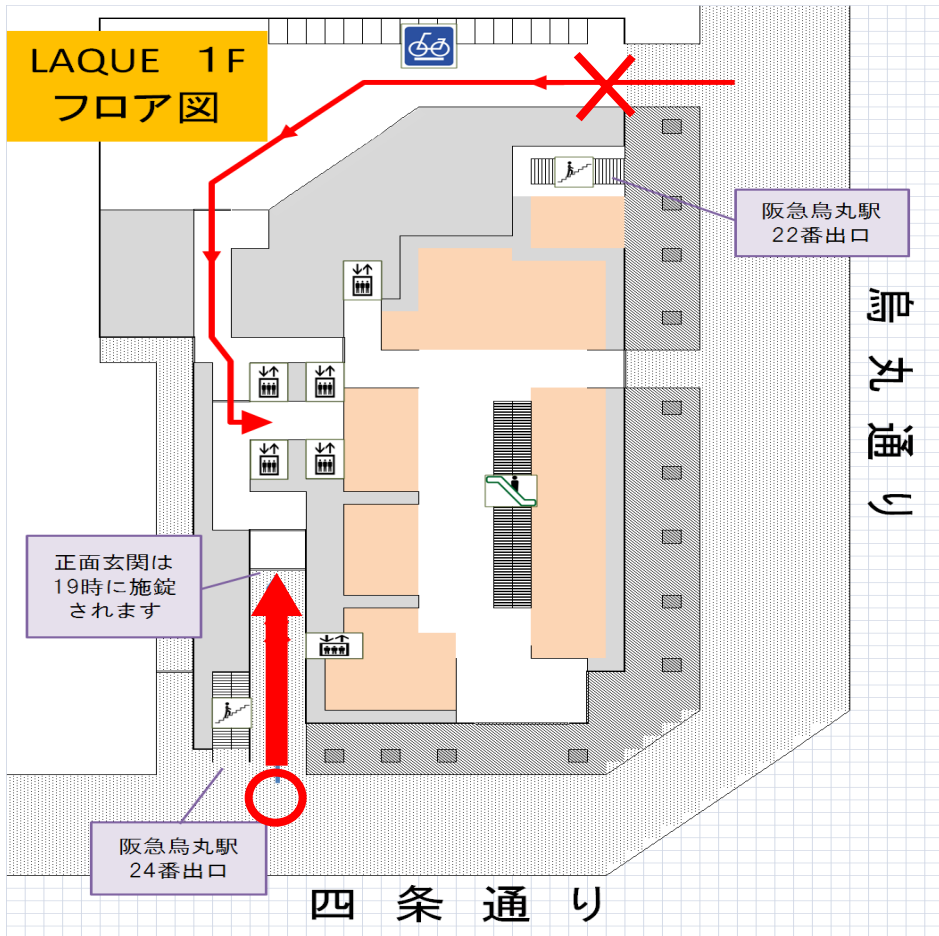 LAQUE 1F
フロア図
阪急烏丸駅
22番出口
烏丸通り
正面玄関は
19時に施錠
されます
阪急烏丸駅
24番出口
四条通り